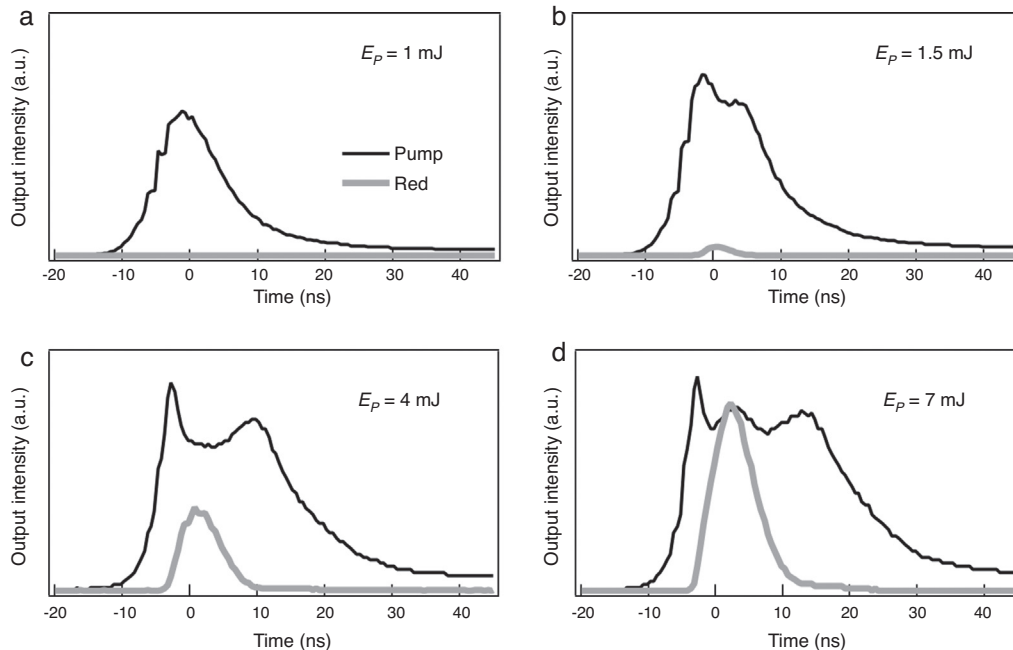 a
Output intensity (a.u.)
E_P = 1 mJ
Pump
Red
-20 -10 0 10 20 30 40
Time (ns)
b
Output intensity (a.u.)
E_P = 1.5 mJ
-20 -10 0 10 20 30 40
Time (ns)
c
Output intensity (a.u.)
E_P = 4 mJ
-20 -10 0 10 20 30 40
Time (ns)
d
Output intensity (a.u.)
E_P = 7 mJ
-20 -10 0 10 20 30 40
Time (ns)